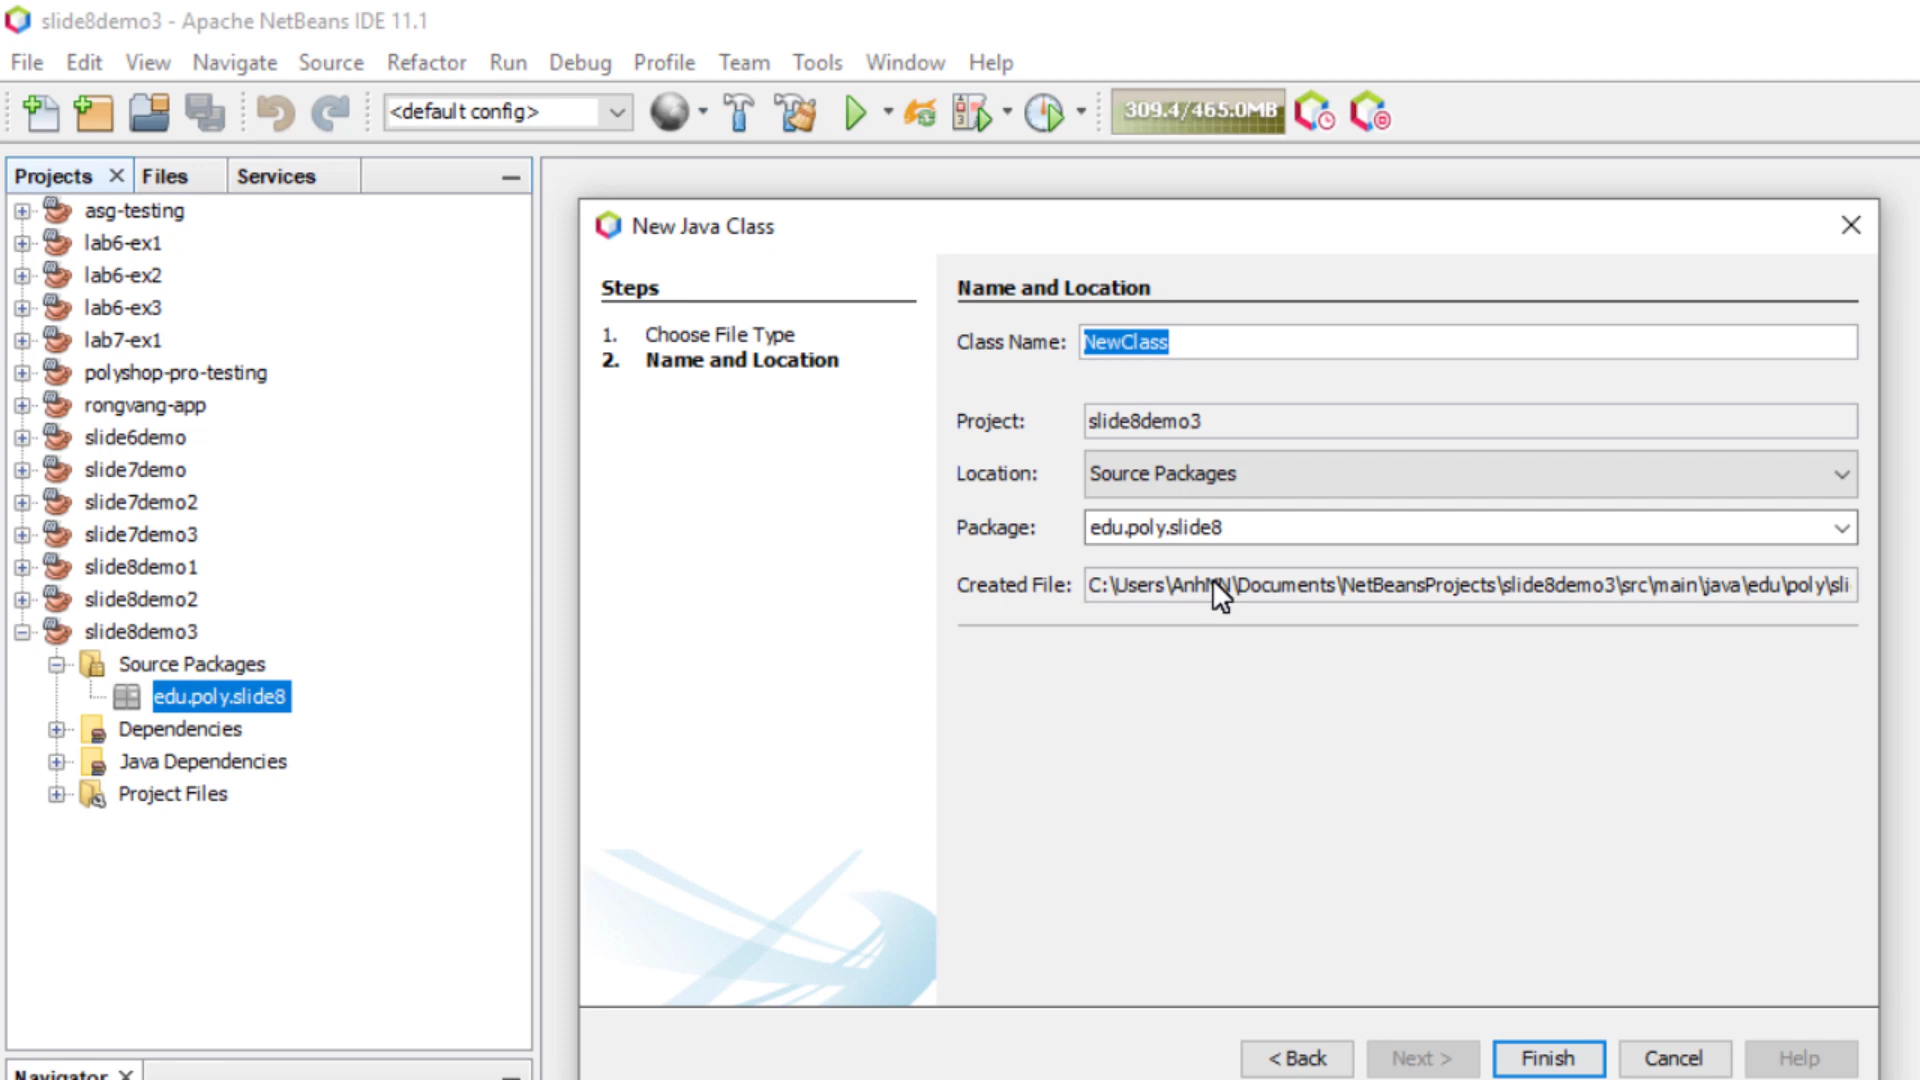 slide8demo3 - Apache NetBeans IDE 11.1
File Edit View Navigate Source Refactor Run Debug Profile Team Tools Window Help
<default config>
309.4/465.0MB
Projects Files Services
asg-testing
lab6-ex1
lab6-ex2
lab6-ex3
lab7-ex1
polyshop-pro-testing
rongvang-app
slide6demo
slide7demo
slide7demo2
slide7demo3
slide8demo1
slide8demo2
slide8demo3
Source Packages
edu.poly.slide8
Dependencies
Java Dependencies
Project Files
Navigator
New Java Class
Steps
1. Choose File Type
2. Name and Location
Name and Location
Class Name: NewClass
Project: slide8demo3
Location: Source Packages
Package: edu.poly.slide8
Created File: C:\Users\AnhNN\Documents\NetBeansProjects\slide8demo3\src\main\java\edu\poly\sli
< Back Next > Finish Cancel Help